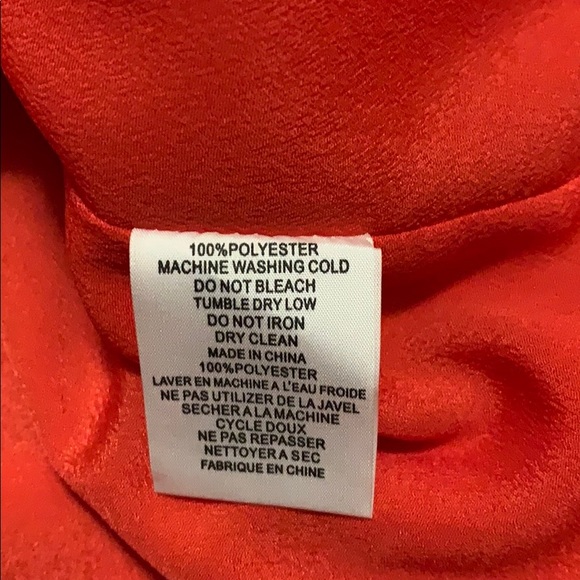 100%POLYESTER
MACHINE WASHING COLD
DO NOT BLEACH
TUMBLE DRY LOW
DO NOT IRON
DRY CLEAN
MADE IN CHINA
100%POLYESTER
LAVER EN MACHINE A L'EAU FROIDE
NE PAS UTILIZER DE LA JAVEL
SECHER A LA MACHINE
CYCLE DOUX
NE PAS REPASSER
NETTOYER A SEC
FABRIQUE EN CHINE